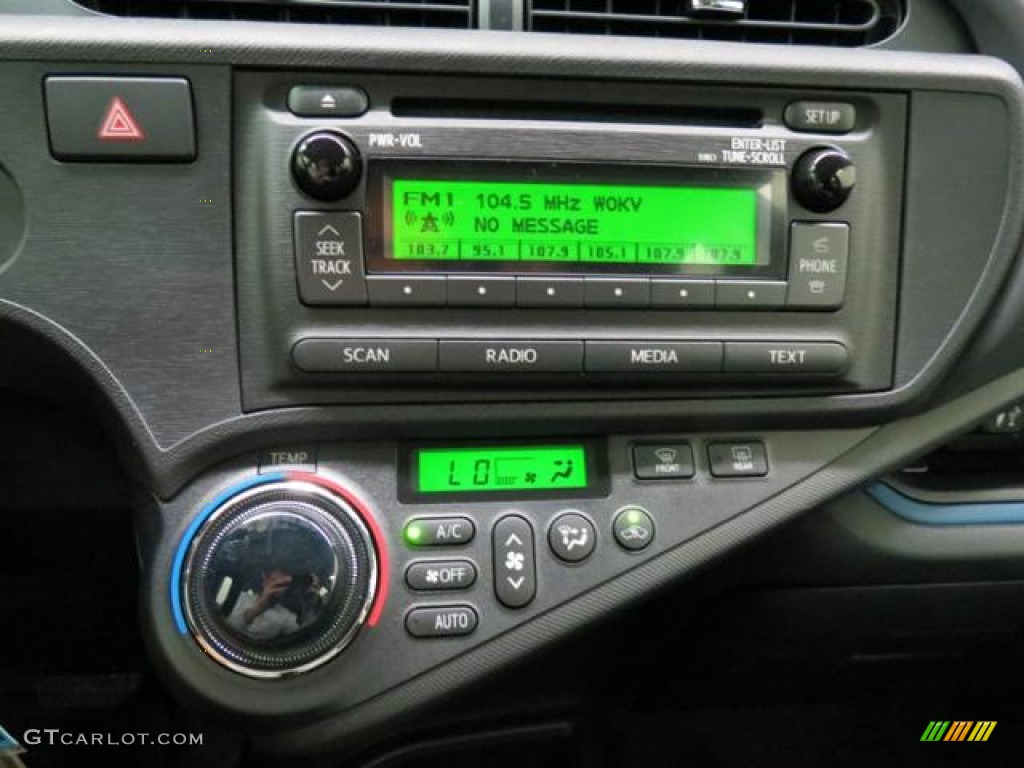 SET UP
PWR·VOL
ENTER·LIST
TUNE·SCROLL
FM1 104.5 MHz WOKV
NO MESSAGE
103.7 95.1 107.9 105.1 107.9 107.9
SEEK
TRACK
PHONE
SCAN RADIO MEDIA TEXT
TEMP
LO
FRONT
REAR
A/C
OFF
AUTO
GTCARLOT.COM